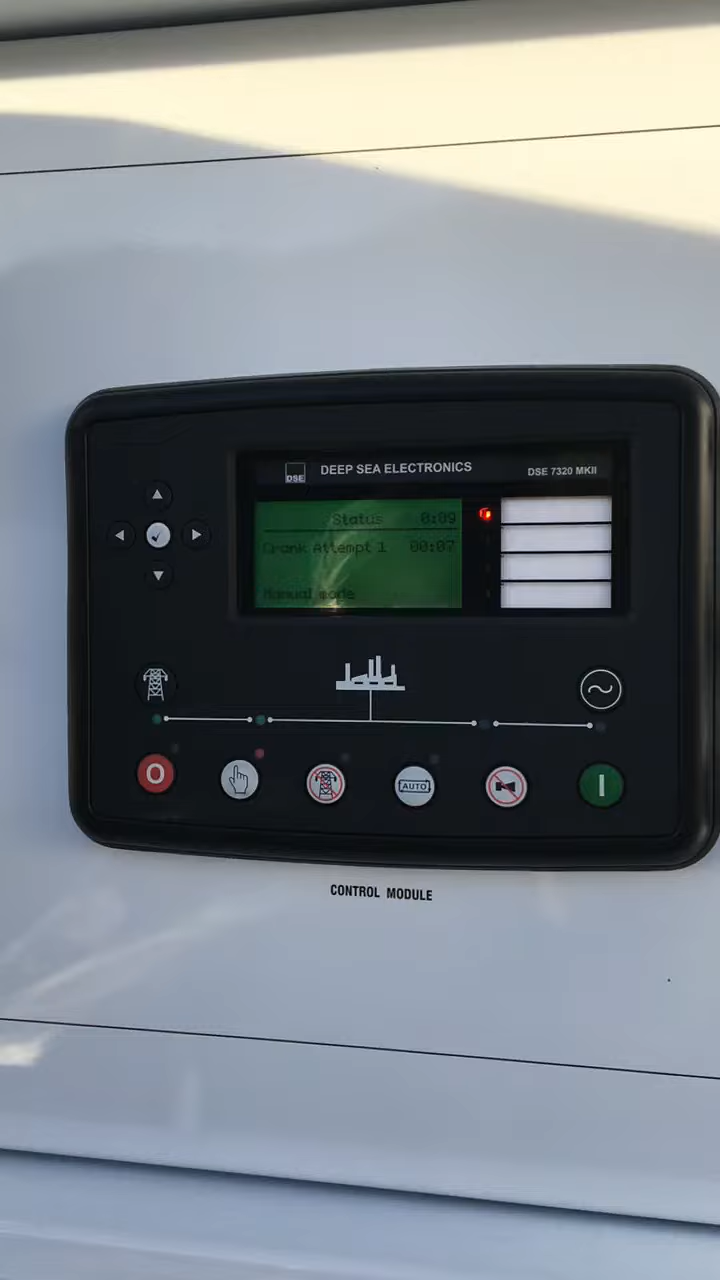 DSE
DEEP SEA ELECTRONICS
DSE 7320 MKII
Status 0:09
Crank Attempt 1 00:07
Manual mode
O
AUTO
I
CONTROL MODULE